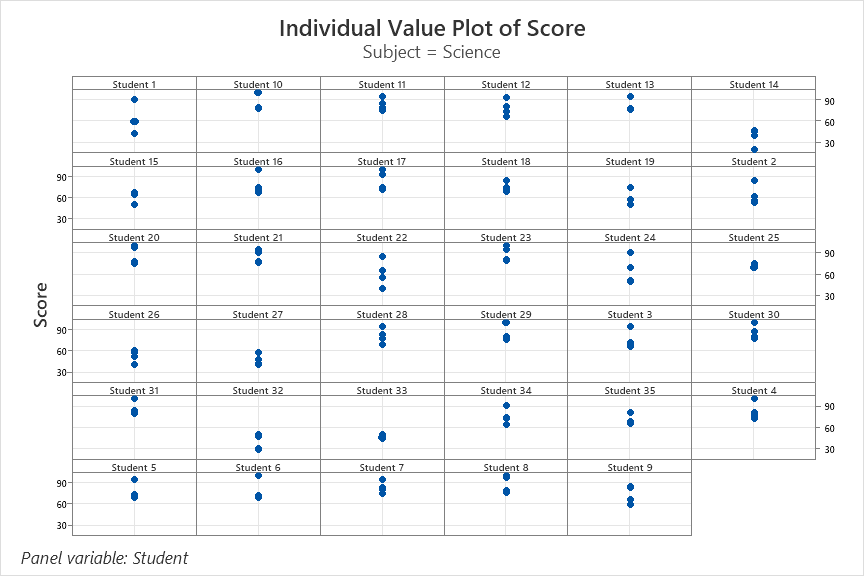 Individual Value Plot of Score
Subject = Science
Student 1 Student 10 Student 11 Student 12 Student 13 Student 14
90
60
30
Student 15 Student 16 Student 17 Student 18 Student 19 Student 2
90
60
30
Student 20 Student 21 Student 22 Student 23 Student 24 Student 25
90
60
30
Score
Student 26 Student 27 Student 28 Student 29 Student 3 Student 30
90
60
30
Student 31 Student 32 Student 33 Student 34 Student 35 Student 4
90
60
30
Student 5 Student 6 Student 7 Student 8 Student 9
90
60
30
Panel variable: Student